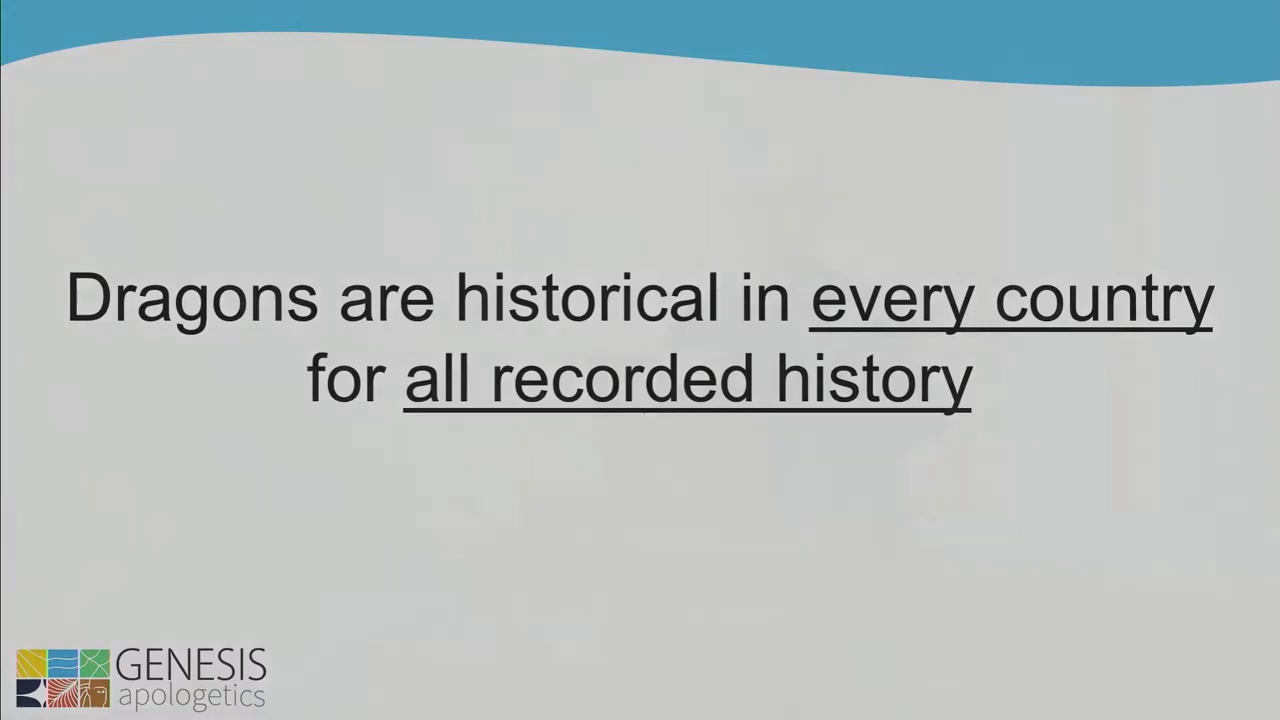 Dragons are historical in every country
for all recorded history
GENESIS
apologetics